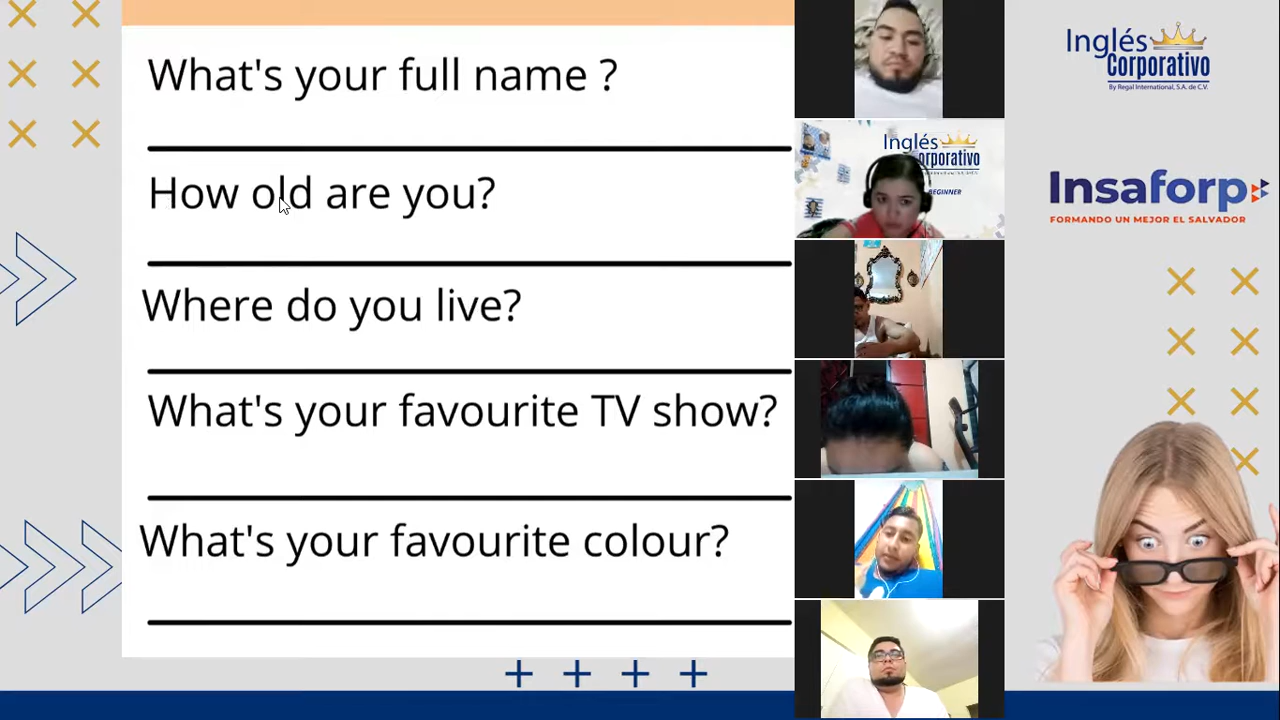 What's your full name ?
How old are you?
Where do you live?
What's your favourite TV show?
What's your favourite colour?
Inglés
Corporativo
BEGINNER
Inglés
Corporativo
By Regal International, S.A. de C.V.
Insaforp
FORMANDO UN MEJOR EL SALVADOR